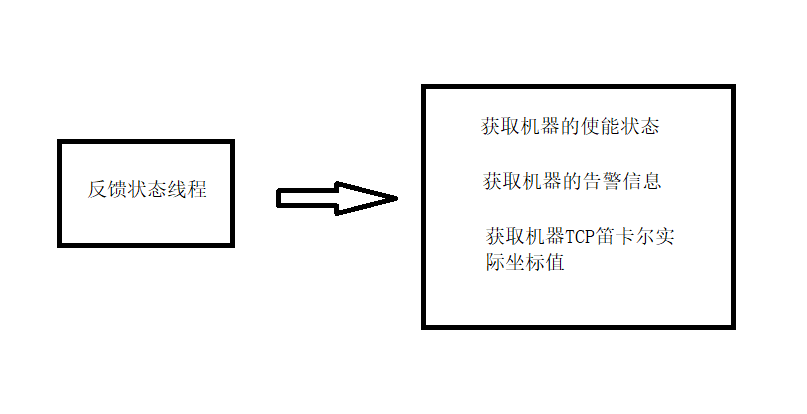 反馈状态线程
获取机器的使能状态
获取机器的告警信息
获取机器TCP笛卡尔实
际坐标值